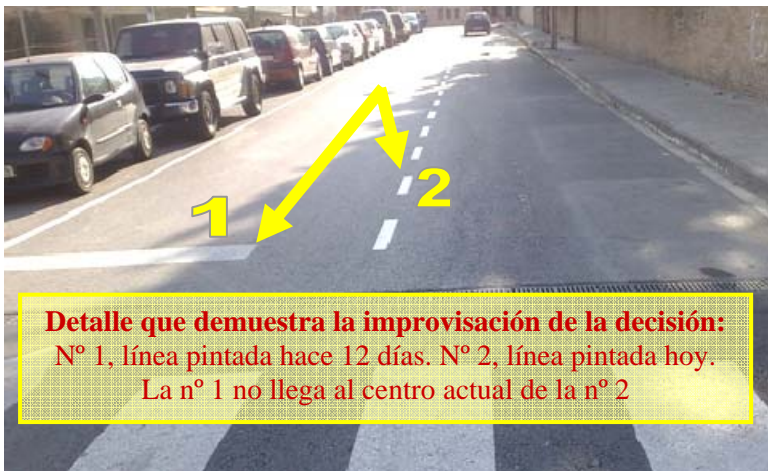 1
2
Detalle que demuestra la improvisación de la decisión:
Nº 1, línea pintada hace 12 días. Nº 2, línea pintada hoy.
La nº 1 no llega al centro actual de la nº 2